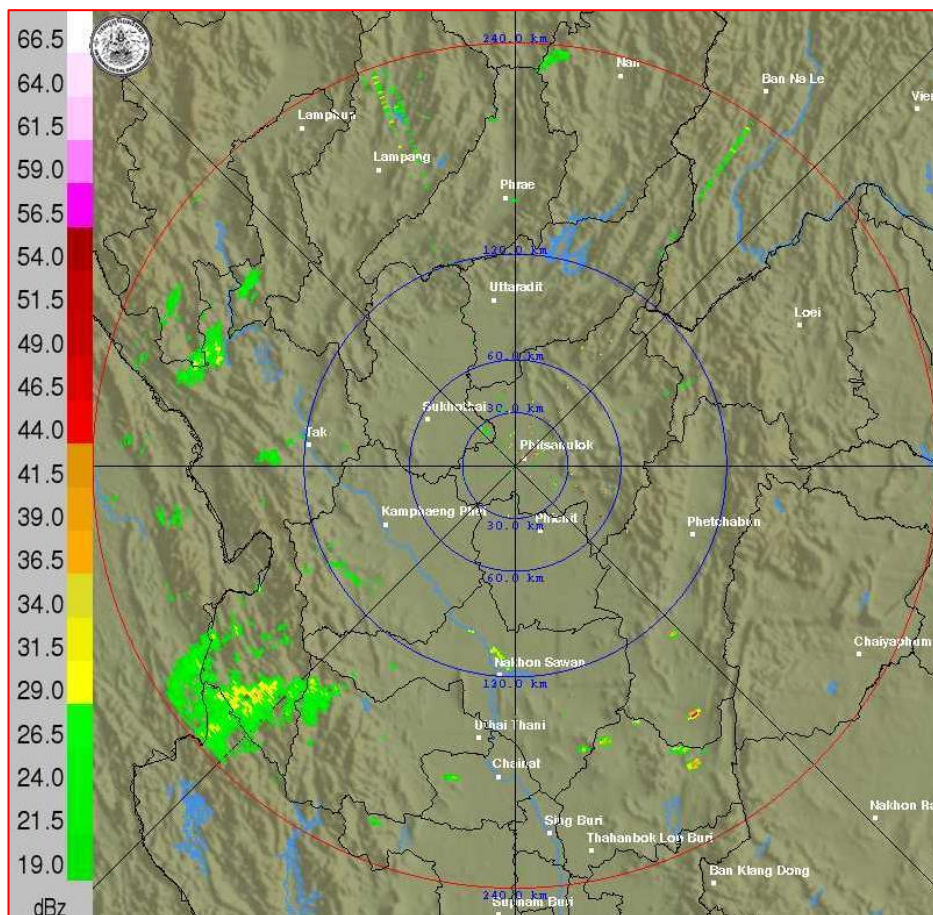 66.5
64.0
61.5
59.0
56.5
54.0
51.5
49.0
46.5
44.0
41.5
39.0
36.5
34.0
31.5
29.0
26.5
24.0
21.5
19.0
dBz
240.0 km
Nan
Ban Na Le
Lamphun
Lampang
Phrae
120.0 km
Uttaradit
Loei
60.0 km
30.0 km
Sukhothai
Tak
Phitsanulok
Kamphaeng Phet
Phichit
30.0 km
Phetchabun
60.0 km
Chaiyaphum
Nakhon Sawan
120.0 km
Uthai Thani
Chainat
Nakhon Ra
Sing Buri
Thahanbok Lop Buri
Ban Klang Dong
240.0 km